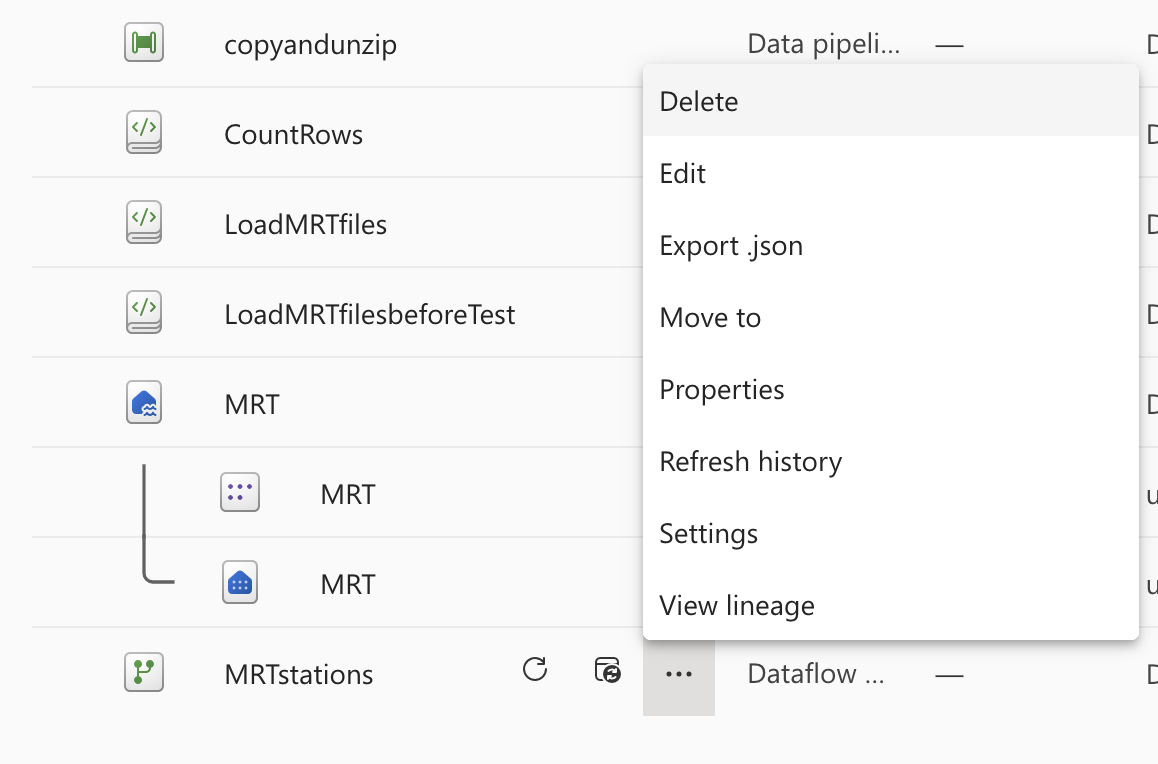 copyandunzip Data pipeli... —
Delete
CountRows
Edit
LoadMRTfiles
Export .json
LoadMRTfilesbeforeTest
Move to
MRT
Properties
Refresh history
MRT
Settings
MRT
View lineage
MRTstations ... Dataflow ... —